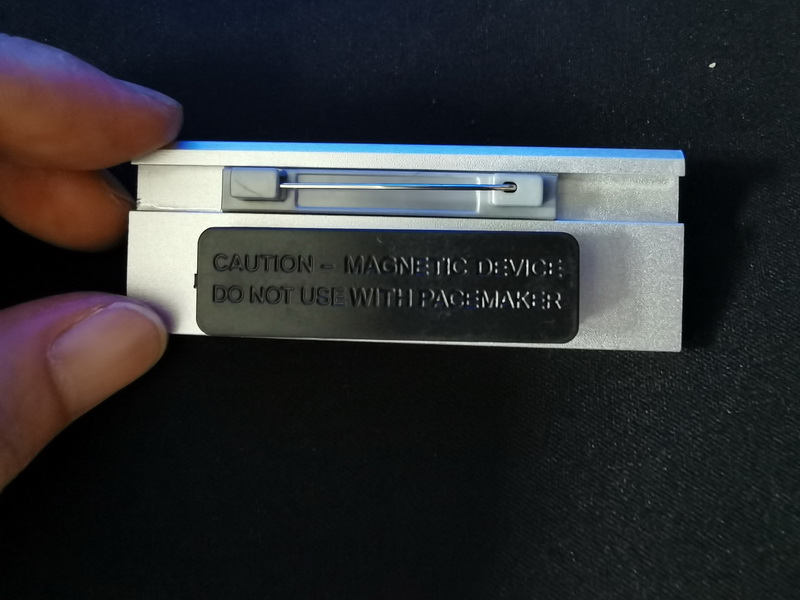 CAUTION - MAGNETIC DEVICE
DO NOT USE WITH PACEMAKER